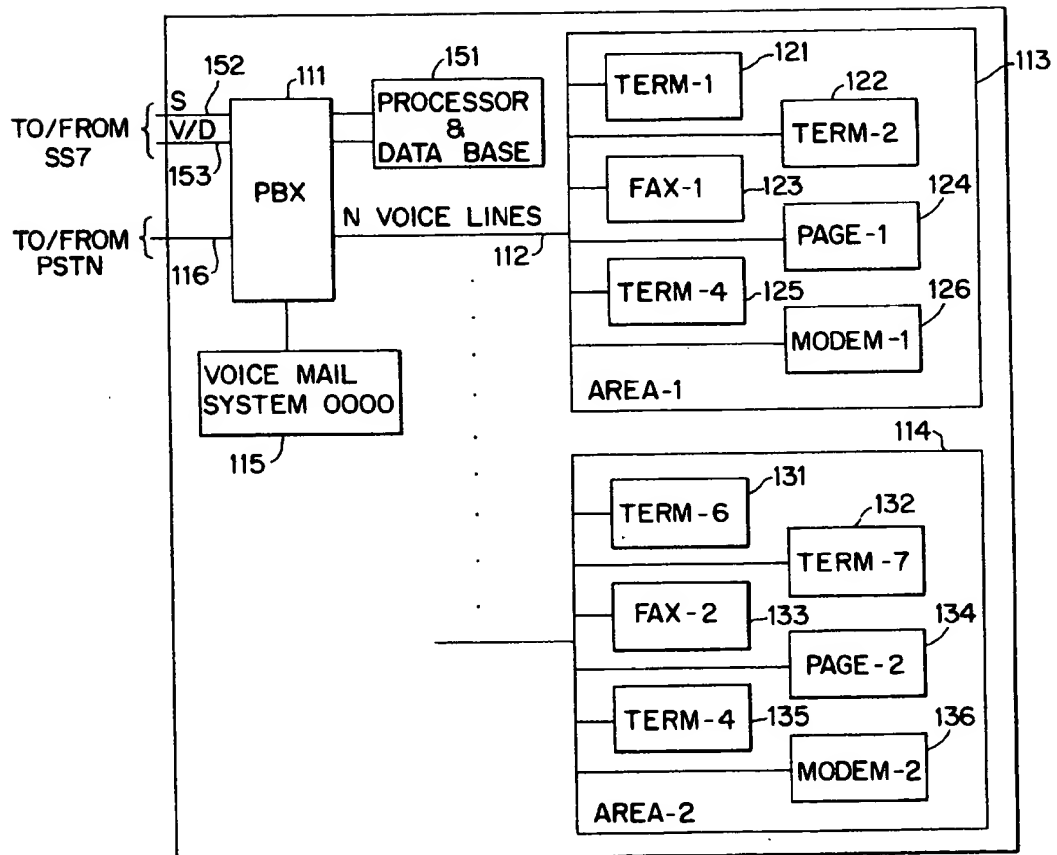 152
S
TO/FROM
SS7
V/D
153
111
PBX
151
PROCESSOR
&
DATA BASE
TO/FROM
PSTN
116
N VOICE LINES
112
VOICE MAIL
SYSTEM 0000
115
113
TERM-1
121
122
TERM-2
FAX-1
123
124
PAGE-1
TERM-4
125
126
MODEM-1
AREA-1
114
TERM-6
131
132
TERM-7
FAX-2
133
134
PAGE-2
TERM-4
135
136
MODEM-2
AREA-2